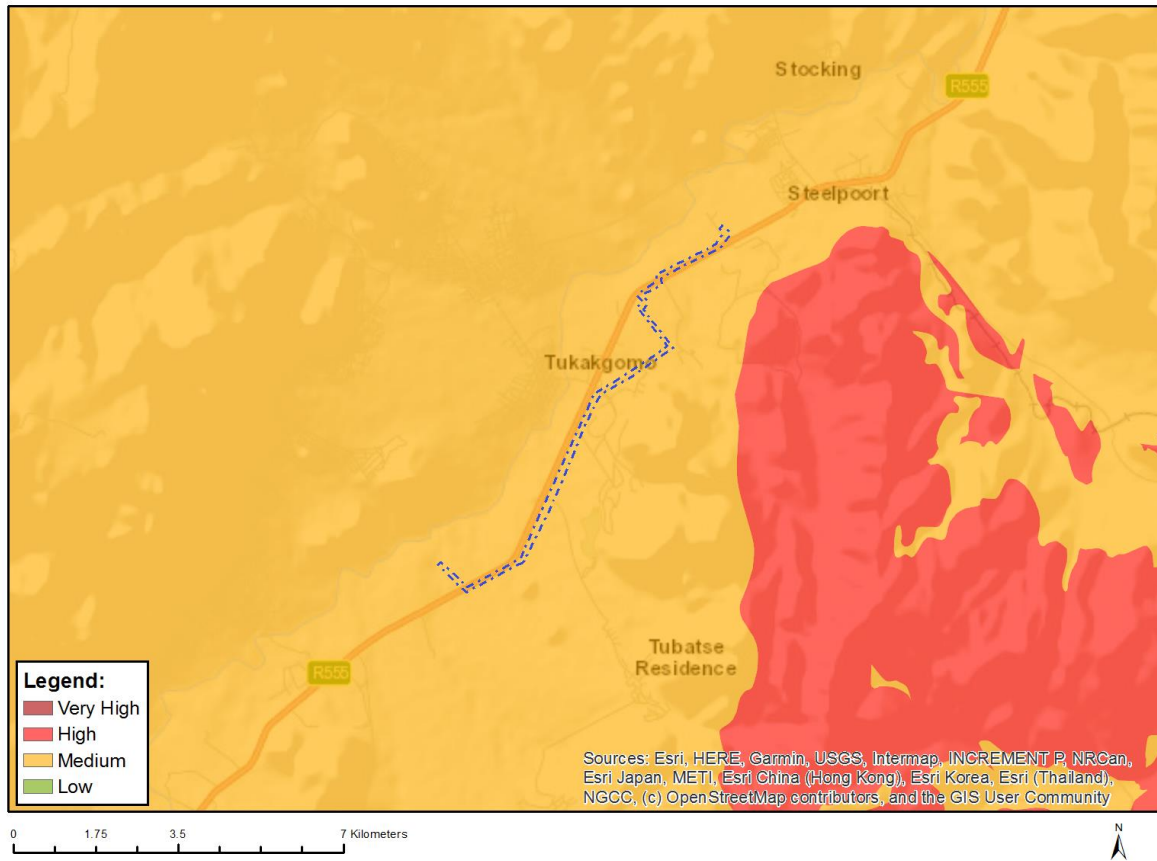 Stocking
R555
Steelpoort
Tukakgomo
Tubatse
Residence
R555
Legend:
Very High
High
Medium
Low
Sources: Esri, HERE, Garmin, USGS, Intermap, INCREMENT P, NRCan,
Esri Japan, METI, Esri China (Hong Kong), Esri Korea, Esri (Thailand),
NGCC, (c) OpenStreetMap contributors, and the GIS User Community
0 1.75 3.5 7 Kilometers
N